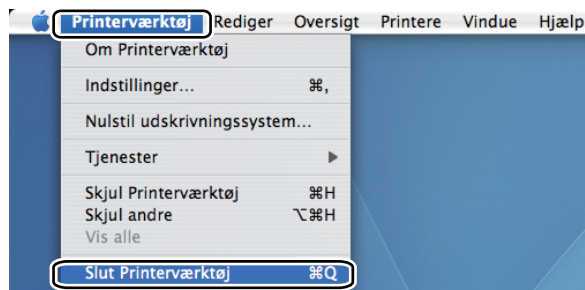 Printerværktøj Rediger Oversigt Printere Vindue Hjælp
Om Printerværktøj
Indstillinger... ⌘,
Nulstil udskrivningssystem...
Tjenester ▶
Skjul Printerværktøj ⌘H
Skjul andre ⌥⌘H
Vis alle
Slut Printerværktøj ⌘Q